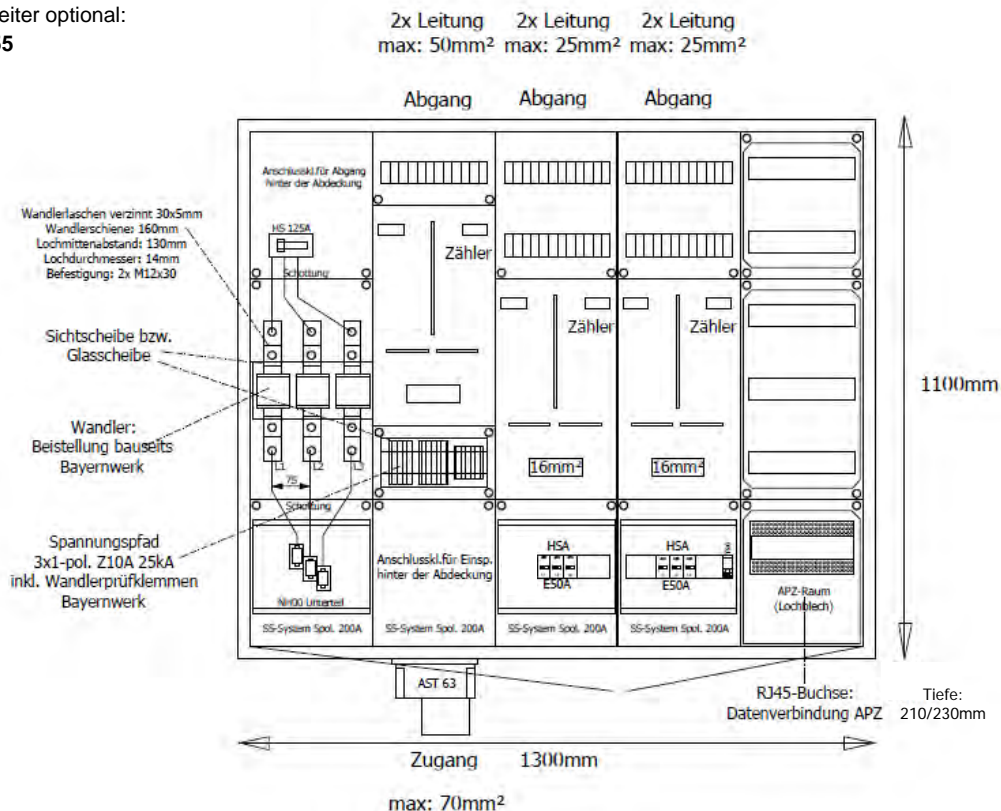 eiter optional:
55
2x Leitung 2x Leitung 2x Leitung
max: 50mm² max: 25mm² max: 25mm²
Abgang Abgang Abgang
Anschlusskl.für Abgang
hinter der Abdeckung
Wandlerlaschen verzinnt 30x5mm
Wandlerschiene: 160mm
Lochmittenabstand: 130mm
Lochdurchmesser: 14mm
Befestigung: 2x M12x30
HS 125A
Schottung
Zähler
Zähler
Zähler
Sichtscheibe bzw.
Glasscheibe
1100mm
Wandler:
Beistellung bauseits
Bayernwerk
L1 L2 L3
75
16mm²
16mm²
Schottung
Spannungspfad
3x1-pol. Z10A 25kA
inkl. Wandlerprüfklemmen
Bayernwerk
Anschlusskl.für Einsp.
hinter der Abdeckung
HSA
E50A
HSA
E50A
APZ-Raum
(Lochblech)
NH00 Unterteil
SS-System 5pol. 200A SS-System 5pol. 200A SS-System 5pol. 200A SS-System 5pol. 200A
AST 63
RJ45-Buchse:
Datenverbindung APZ
Tiefe:
210/230mm
Zugang 1300mm
max: 70mm²